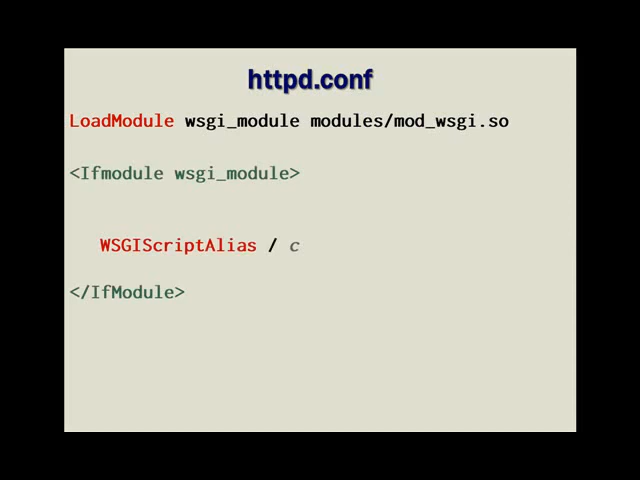 httpd.conf
LoadModule wsgi_module modules/mod_wsgi.so
<Ifmodule wsgi_module>
WSGIScriptAlias / c
</IfModule>